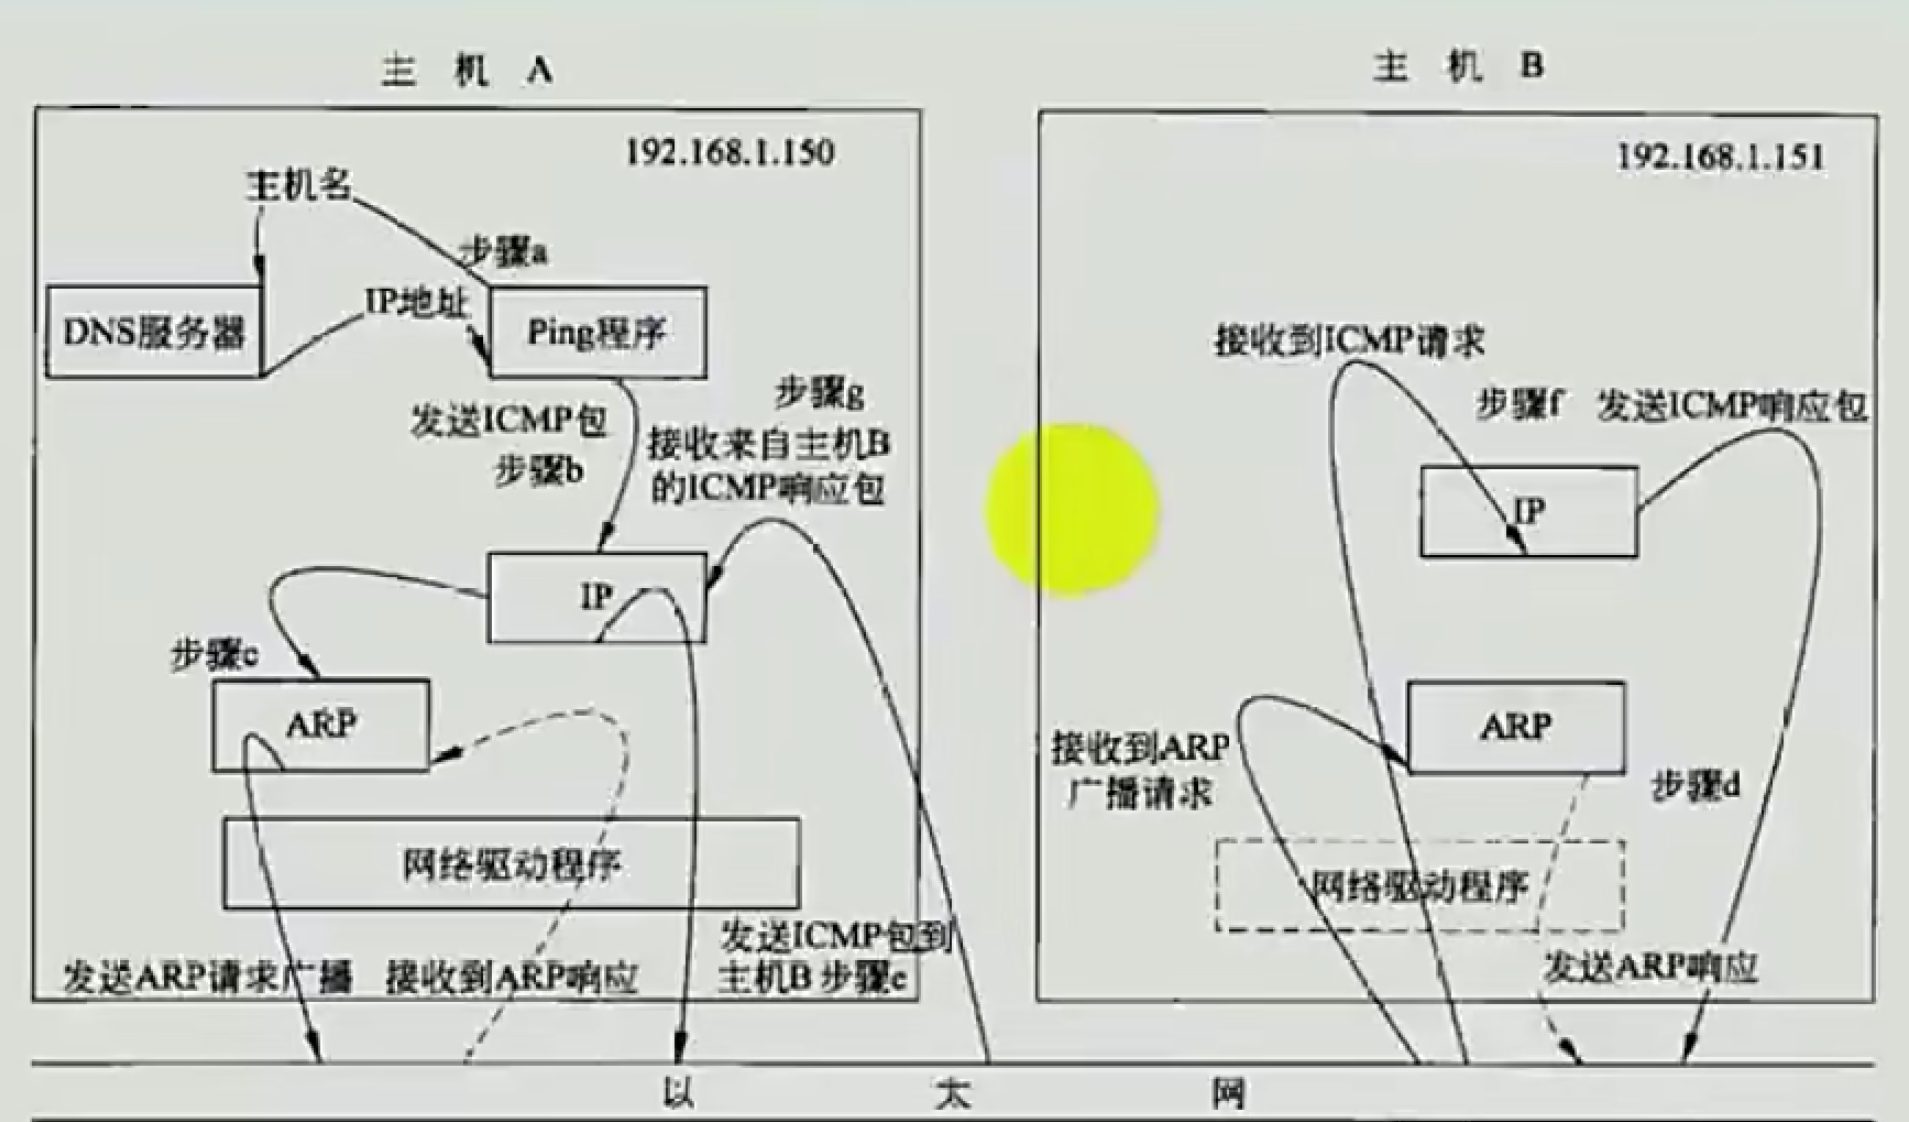 主 机 A
192.168.1.150
主机名
步骤a
IP地址
DNS服务器
Ping程序
发送ICMP包
步骤b
步骤g
接收来自主机B
的ICMP响应包
IP
步骤c
ARP
网络驱动程序
发送ARP请求广播
接收到ARP响应
发送ICMP包到
主机B 步骤e
主 机 B
192.168.1.151
接收到ICMP请求
步骤f
发送ICMP响应包
IP
ARP
接收到ARP
广播请求
步骤d
网络驱动程序
发送ARP响应
以 太 网